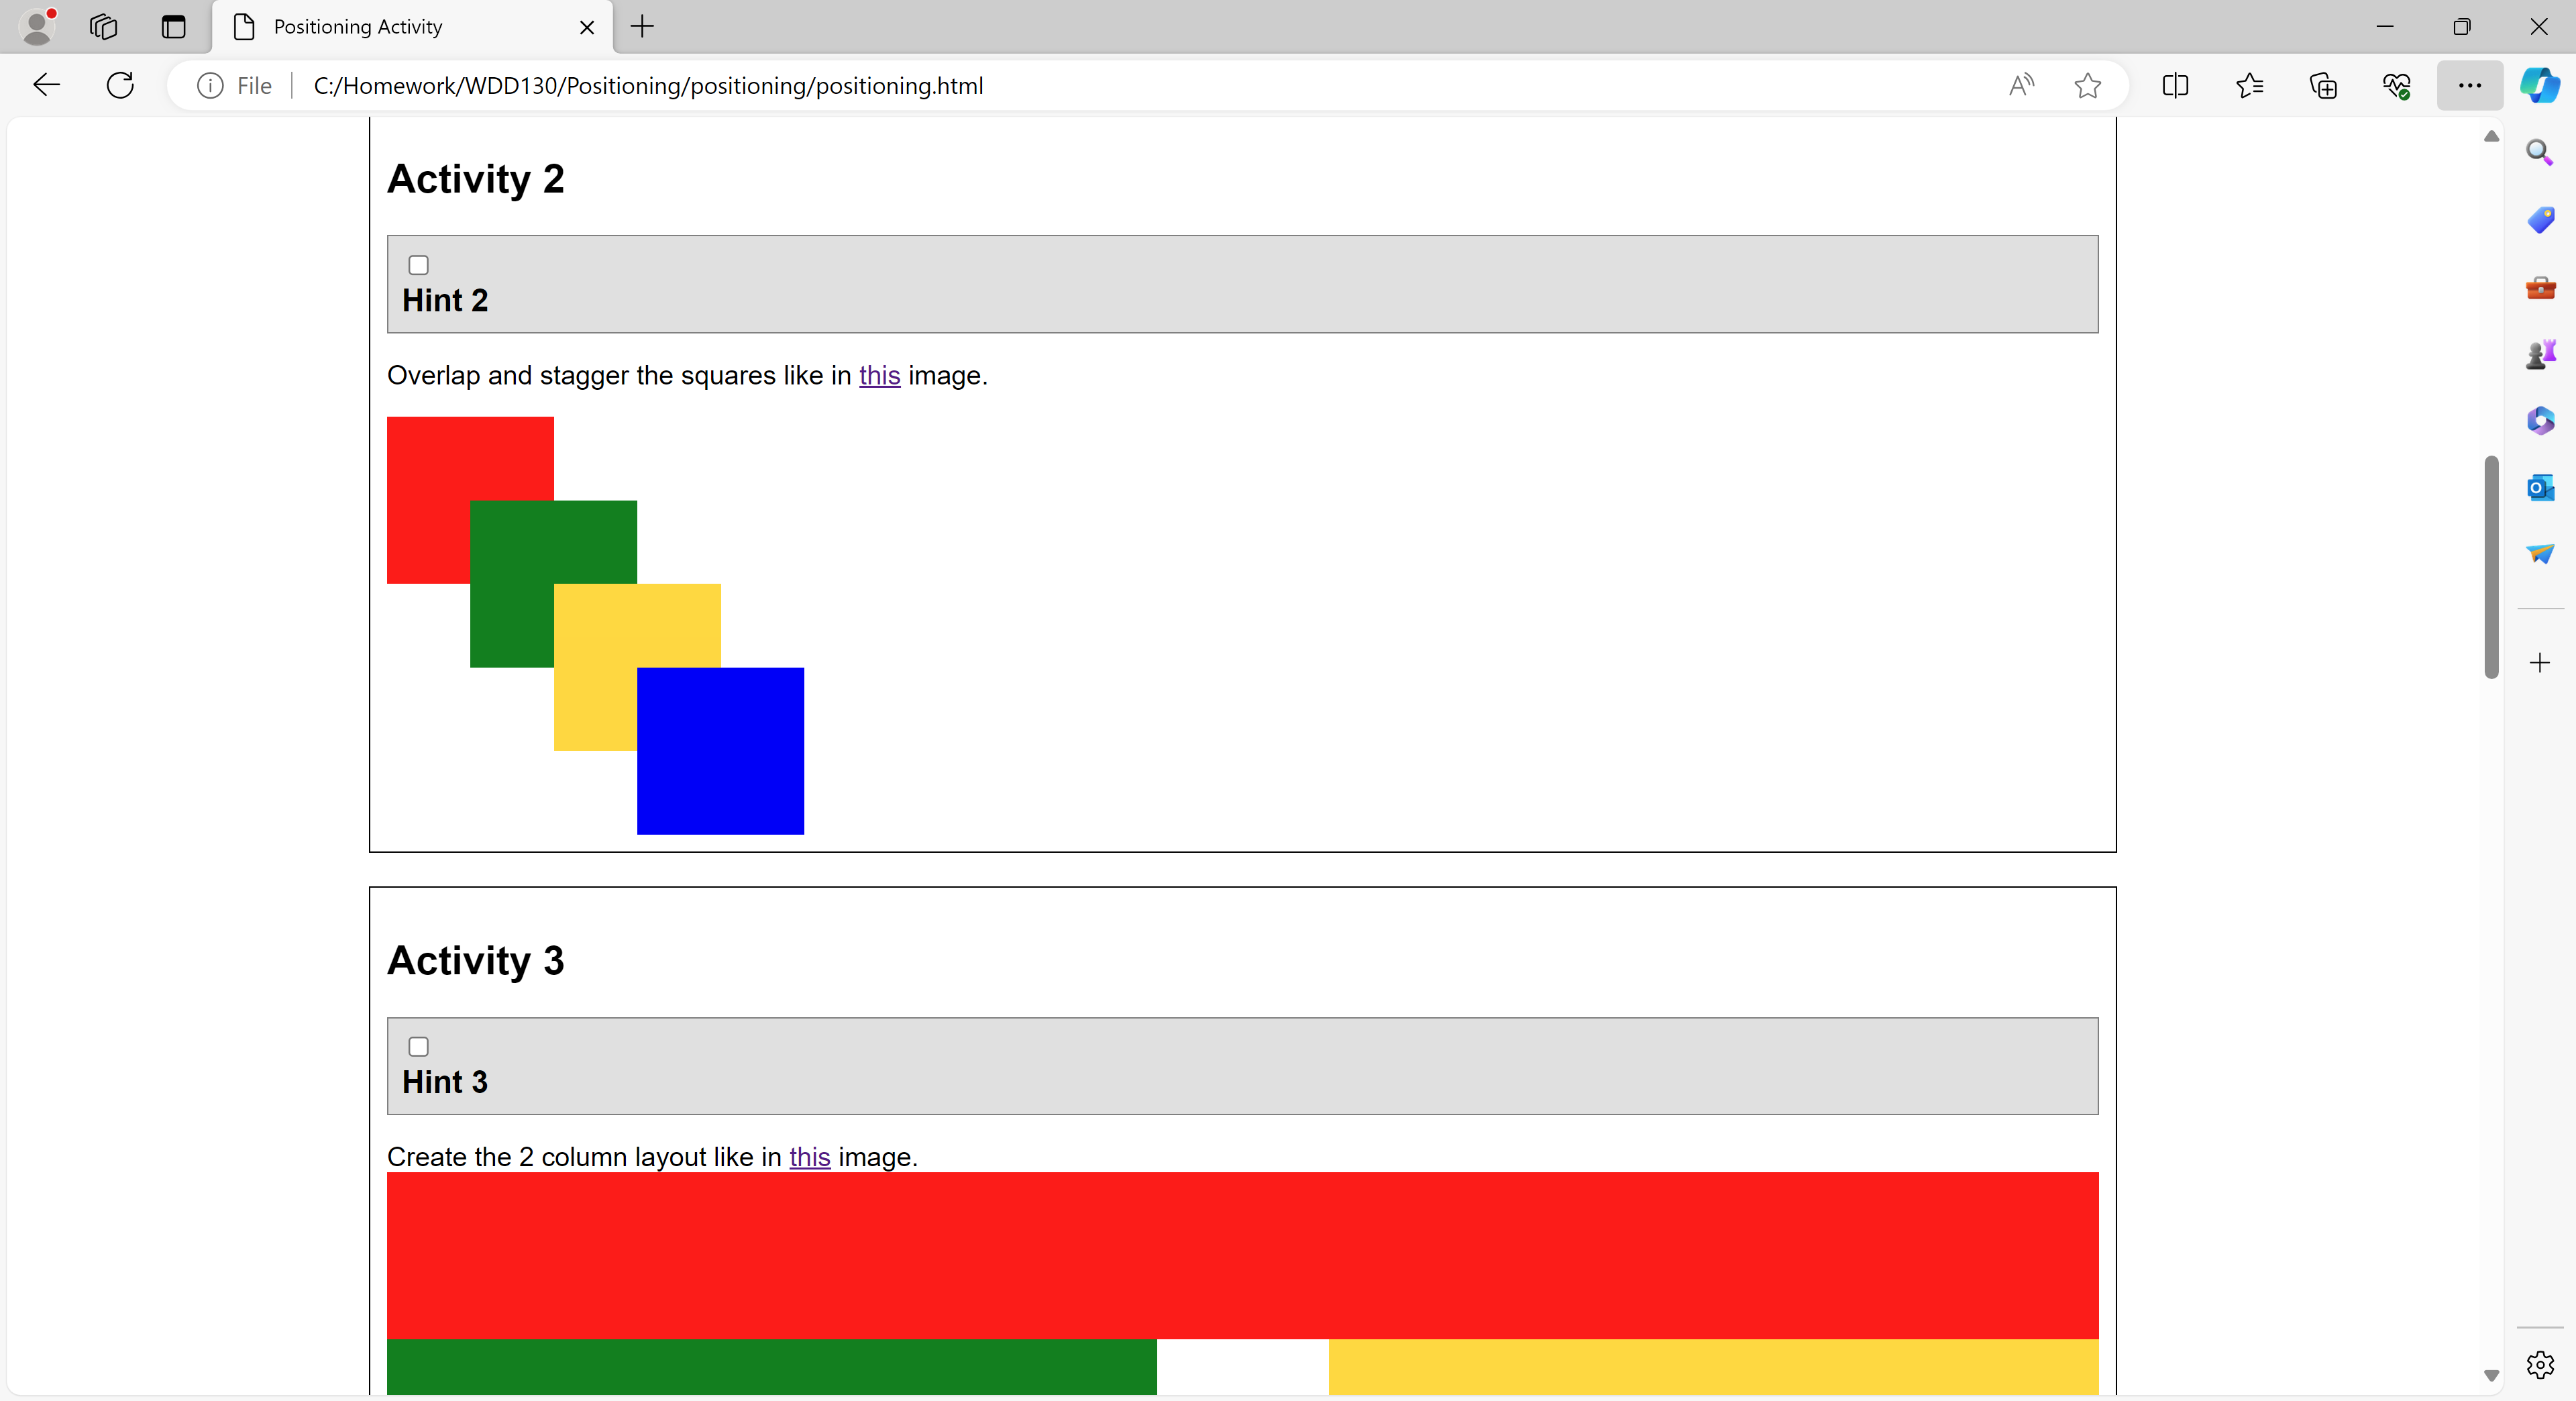 Positioning Activity
File
C:/Homework/WDD130/Positioning/positioning/positioning.html
Activity 2
Hint 2
Overlap and stagger the squares like in this image.
Activity 3
Hint 3
Create the 2 column layout like in this image.